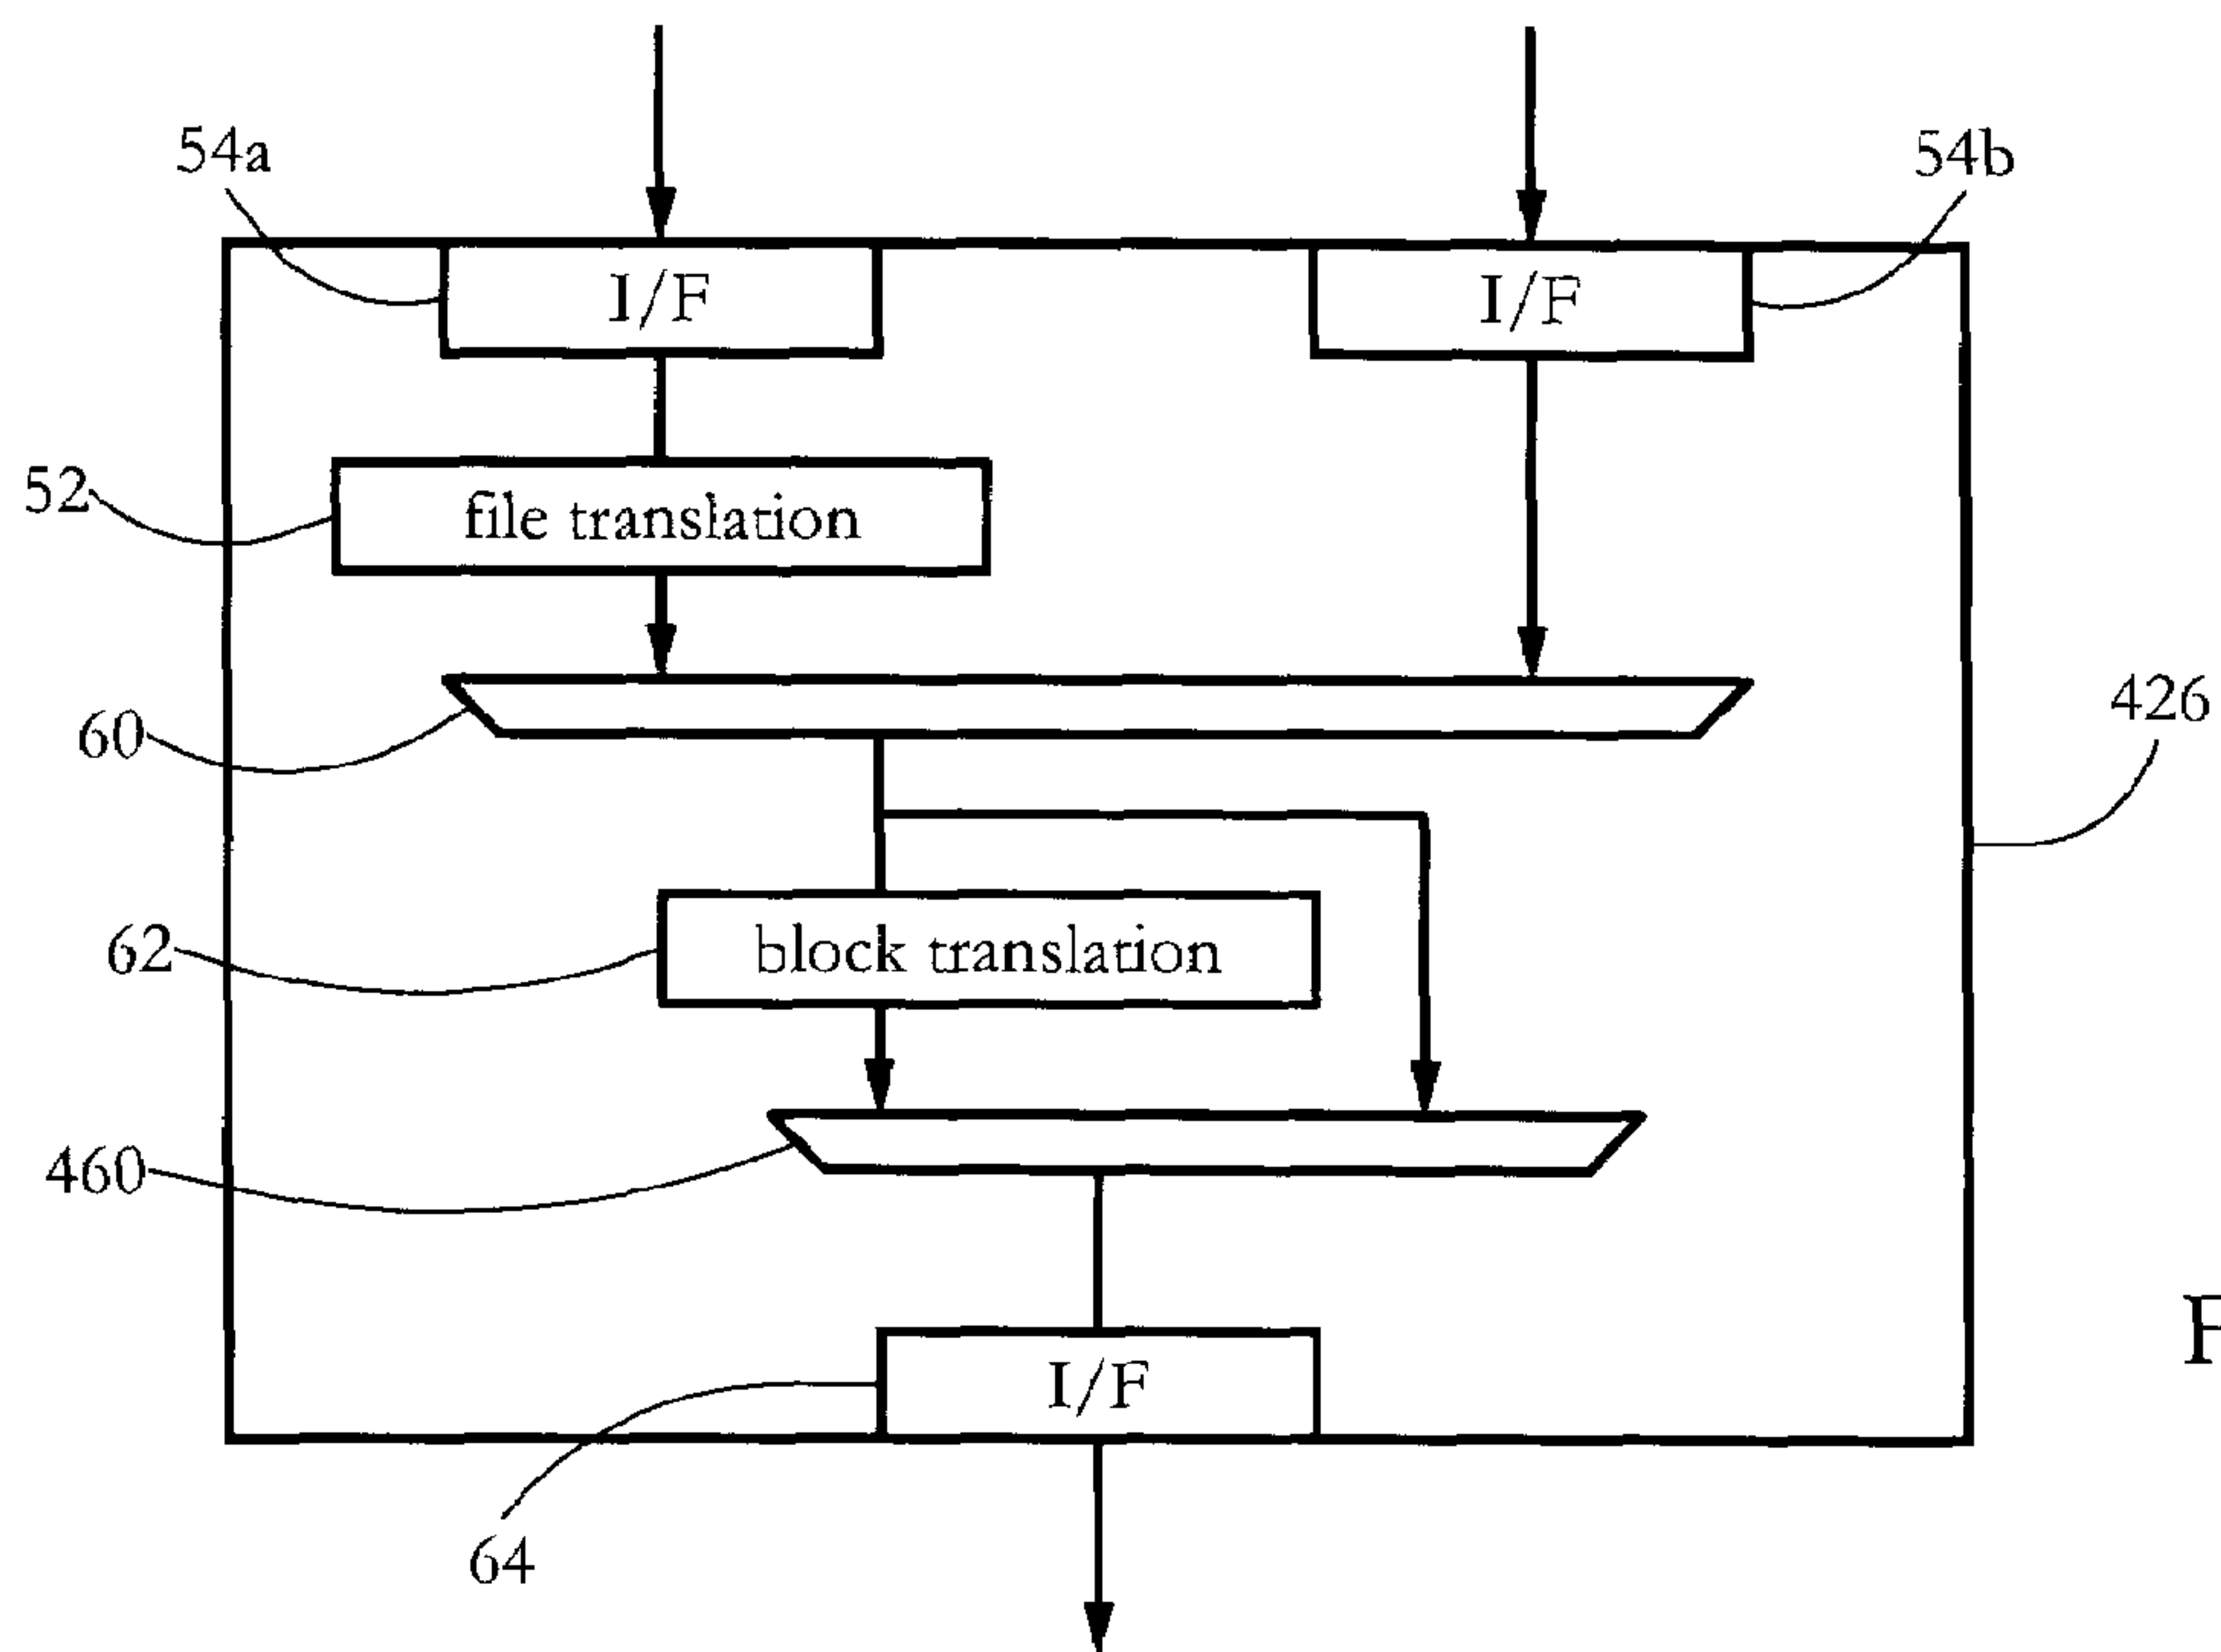 54a
54b
I/F
I/F
52
file translation
60
426
62
block translation
460
F
I/F
64